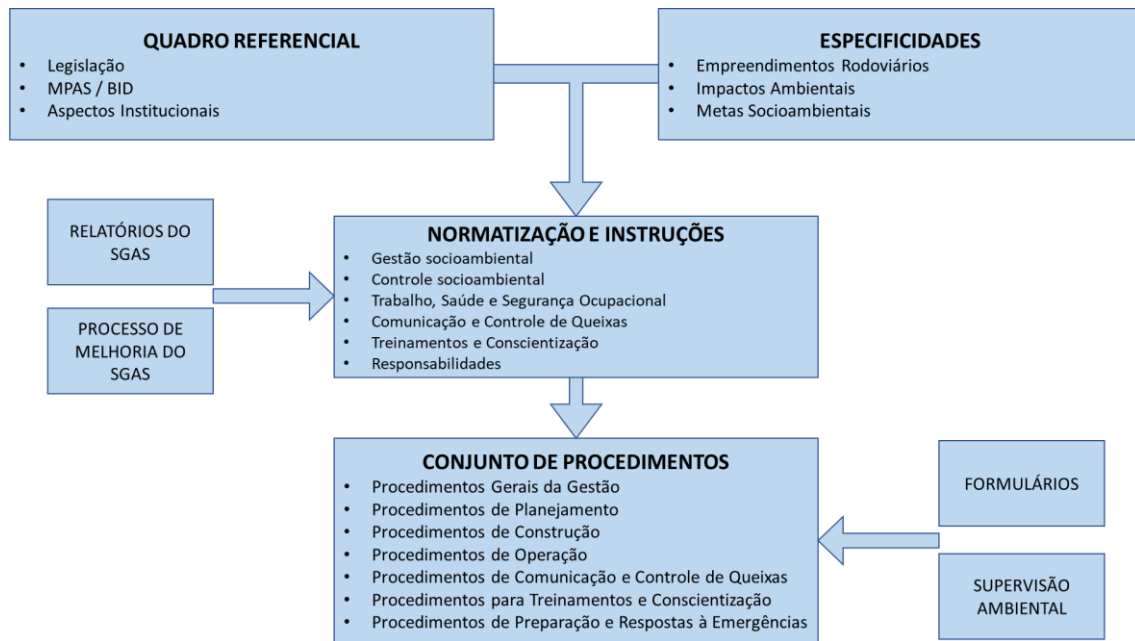 QUADRO REFERENCIAL
• Legislação
• MPAS / BID
• Aspectos Institucionais
ESPECIFICIDADES
• Empreendimentos Rodoviários
• Impactos Ambientais
• Metas Socioambientais
RELATÓRIOS DO
SGAS
PROCESSO DE
MELHORIA DO
SGAS
NORMATIZAÇÃO E INSTRUÇÕES
• Gestão socioambiental
• Controle socioambiental
• Trabalho, Saúde e Segurança Ocupacional
• Comunicação e Controle de Queixas
• Treinamentos e Conscientização
• Responsabilidades
CONJUNTO DE PROCEDIMENTOS
• Procedimentos Gerais da Gestão
• Procedimentos de Planejamento
• Procedimentos de Construção
• Procedimentos de Operação
• Procedimentos de Comunicação e Controle de Queixas
• Procedimentos para Treinamentos e Conscientização
• Procedimentos de Preparação e Respostas à Emergências
FORMULÁRIOS
SUPERVISÃO
AMBIENTAL